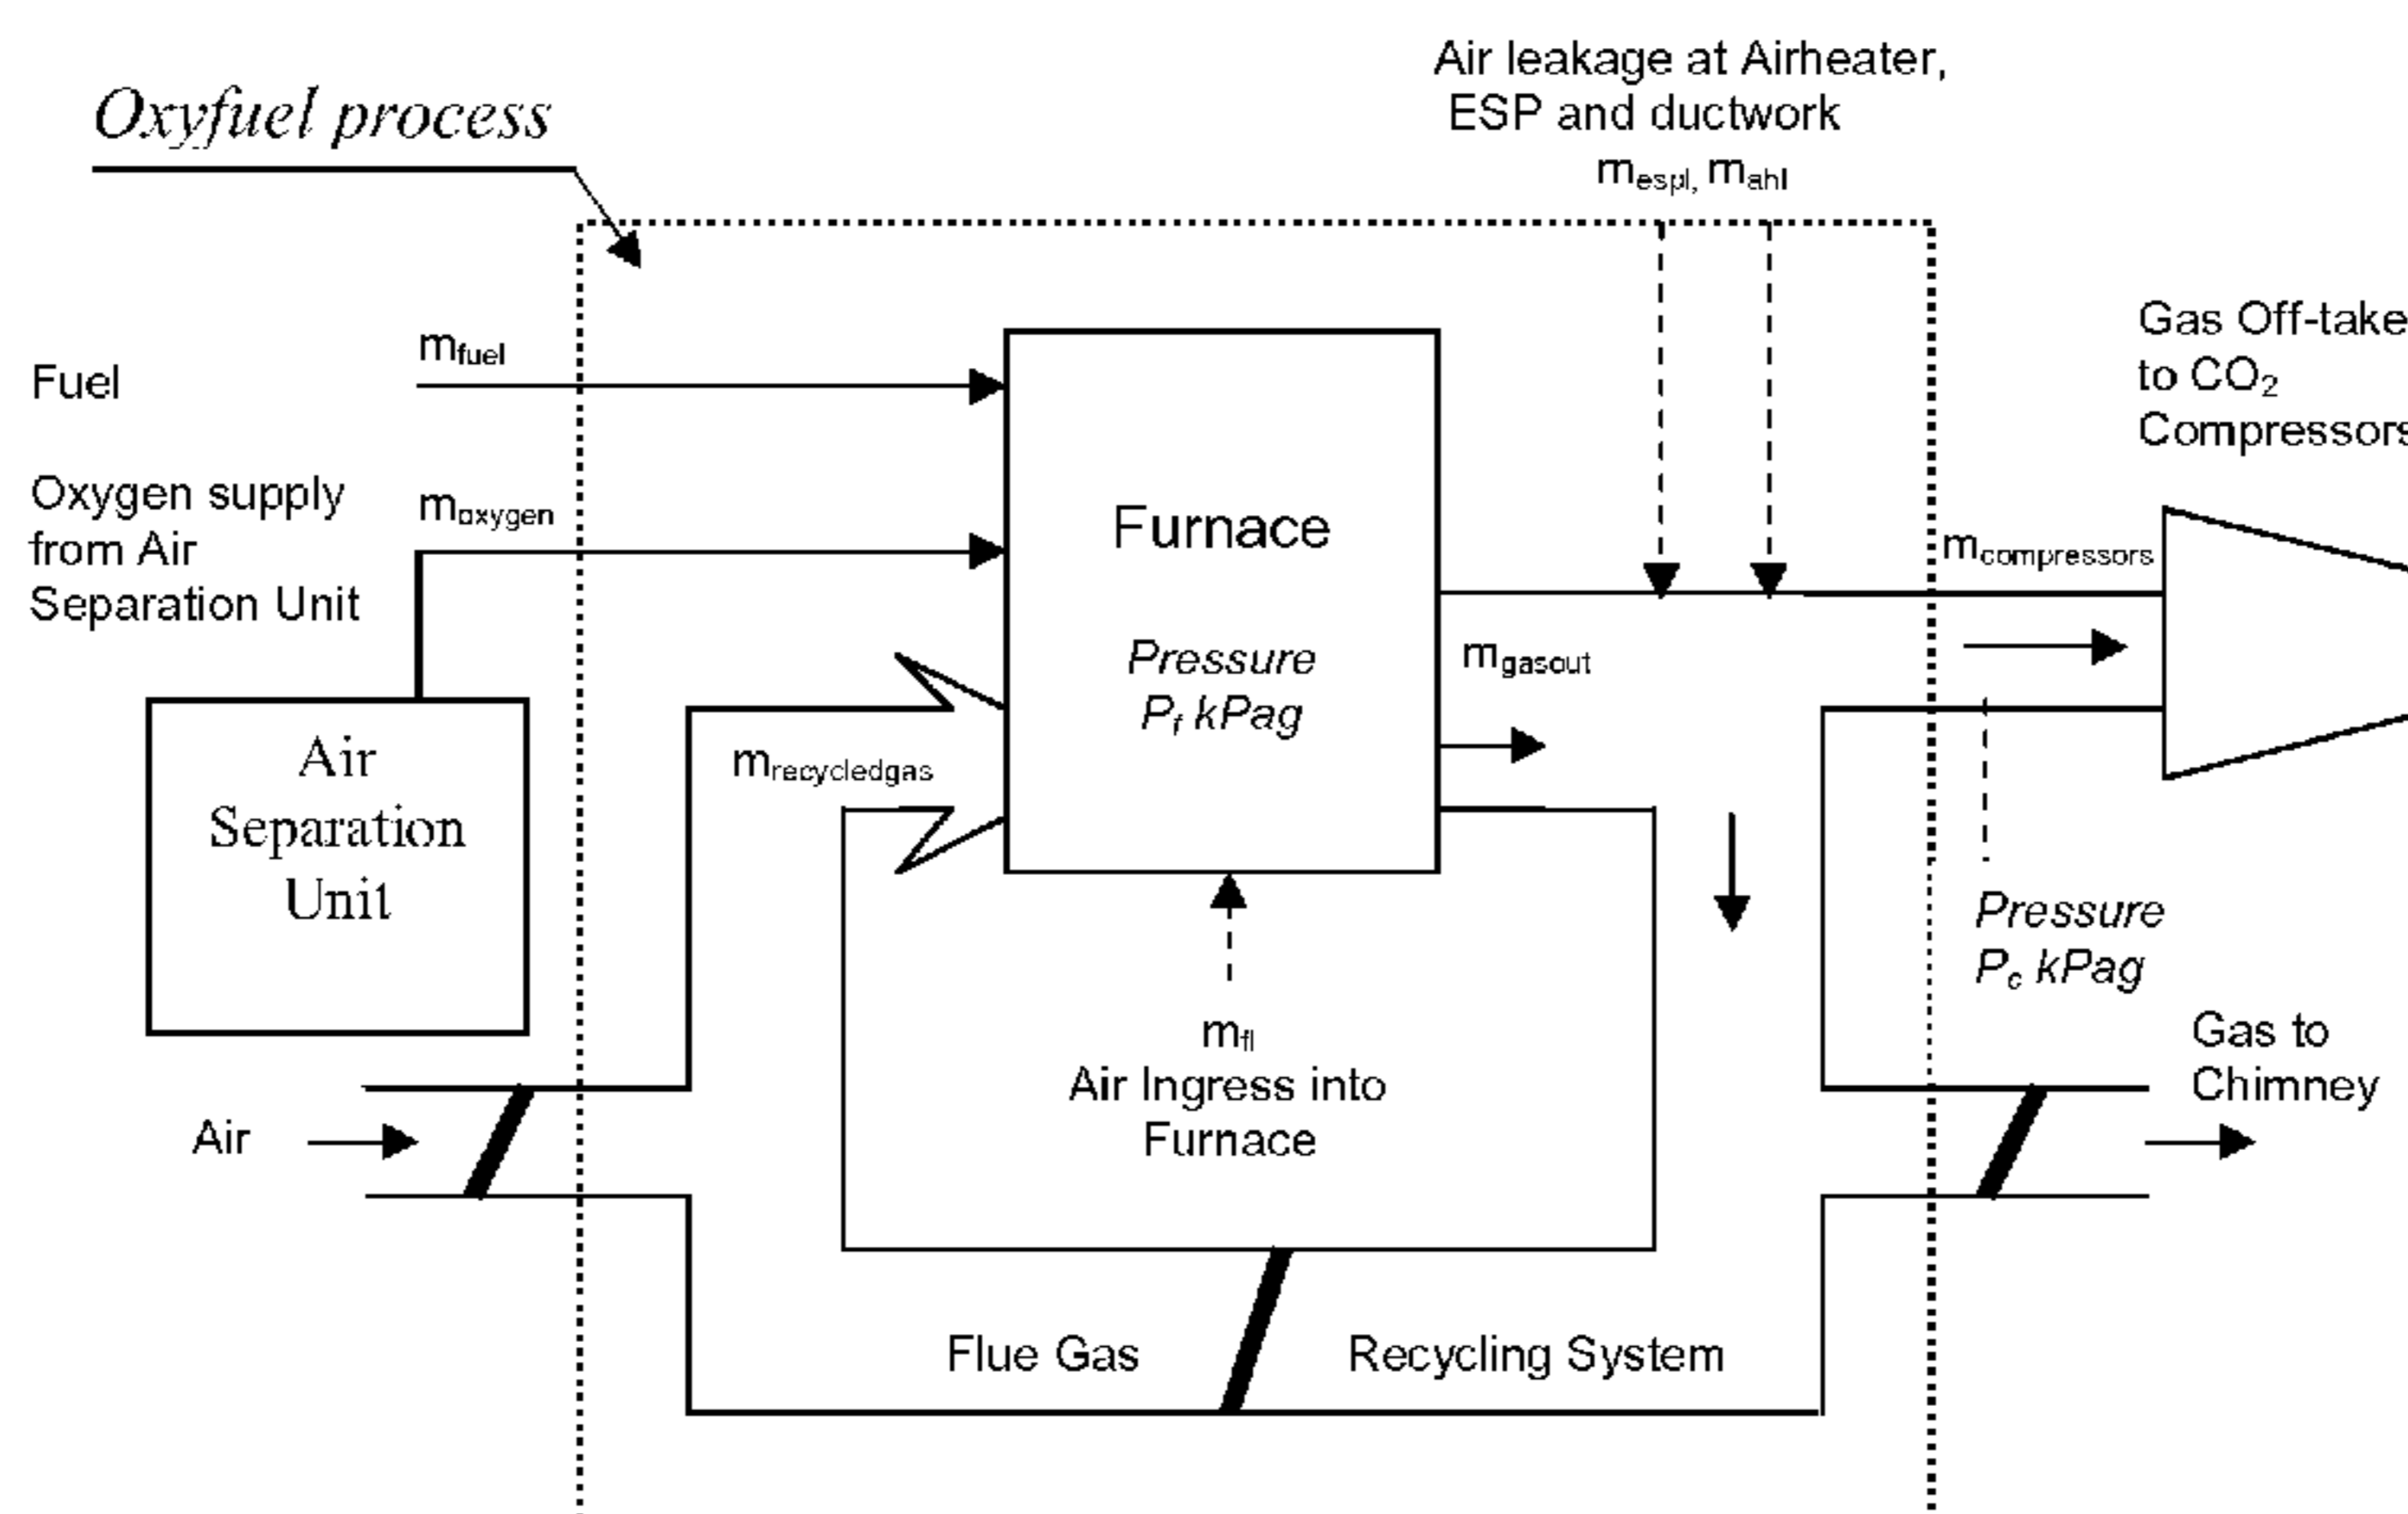 Oxyfuel process
Air leakage at Airheater,
ESP and ductwork
mespl, mahl
Fuel
mfuel
Oxygen supply
from Air
Separation Unit
moxygen
Air
Separation
Unit
Furnace
Pressure
Pf kPag
mrecycledgas
mgasout
mcompressors
Gas Off-take
to CO2
Compressors
Pressure
Pc kPag
mfl
Air Ingress into
Furnace
Air
Gas to
Chimney
Flue Gas
Recycling System